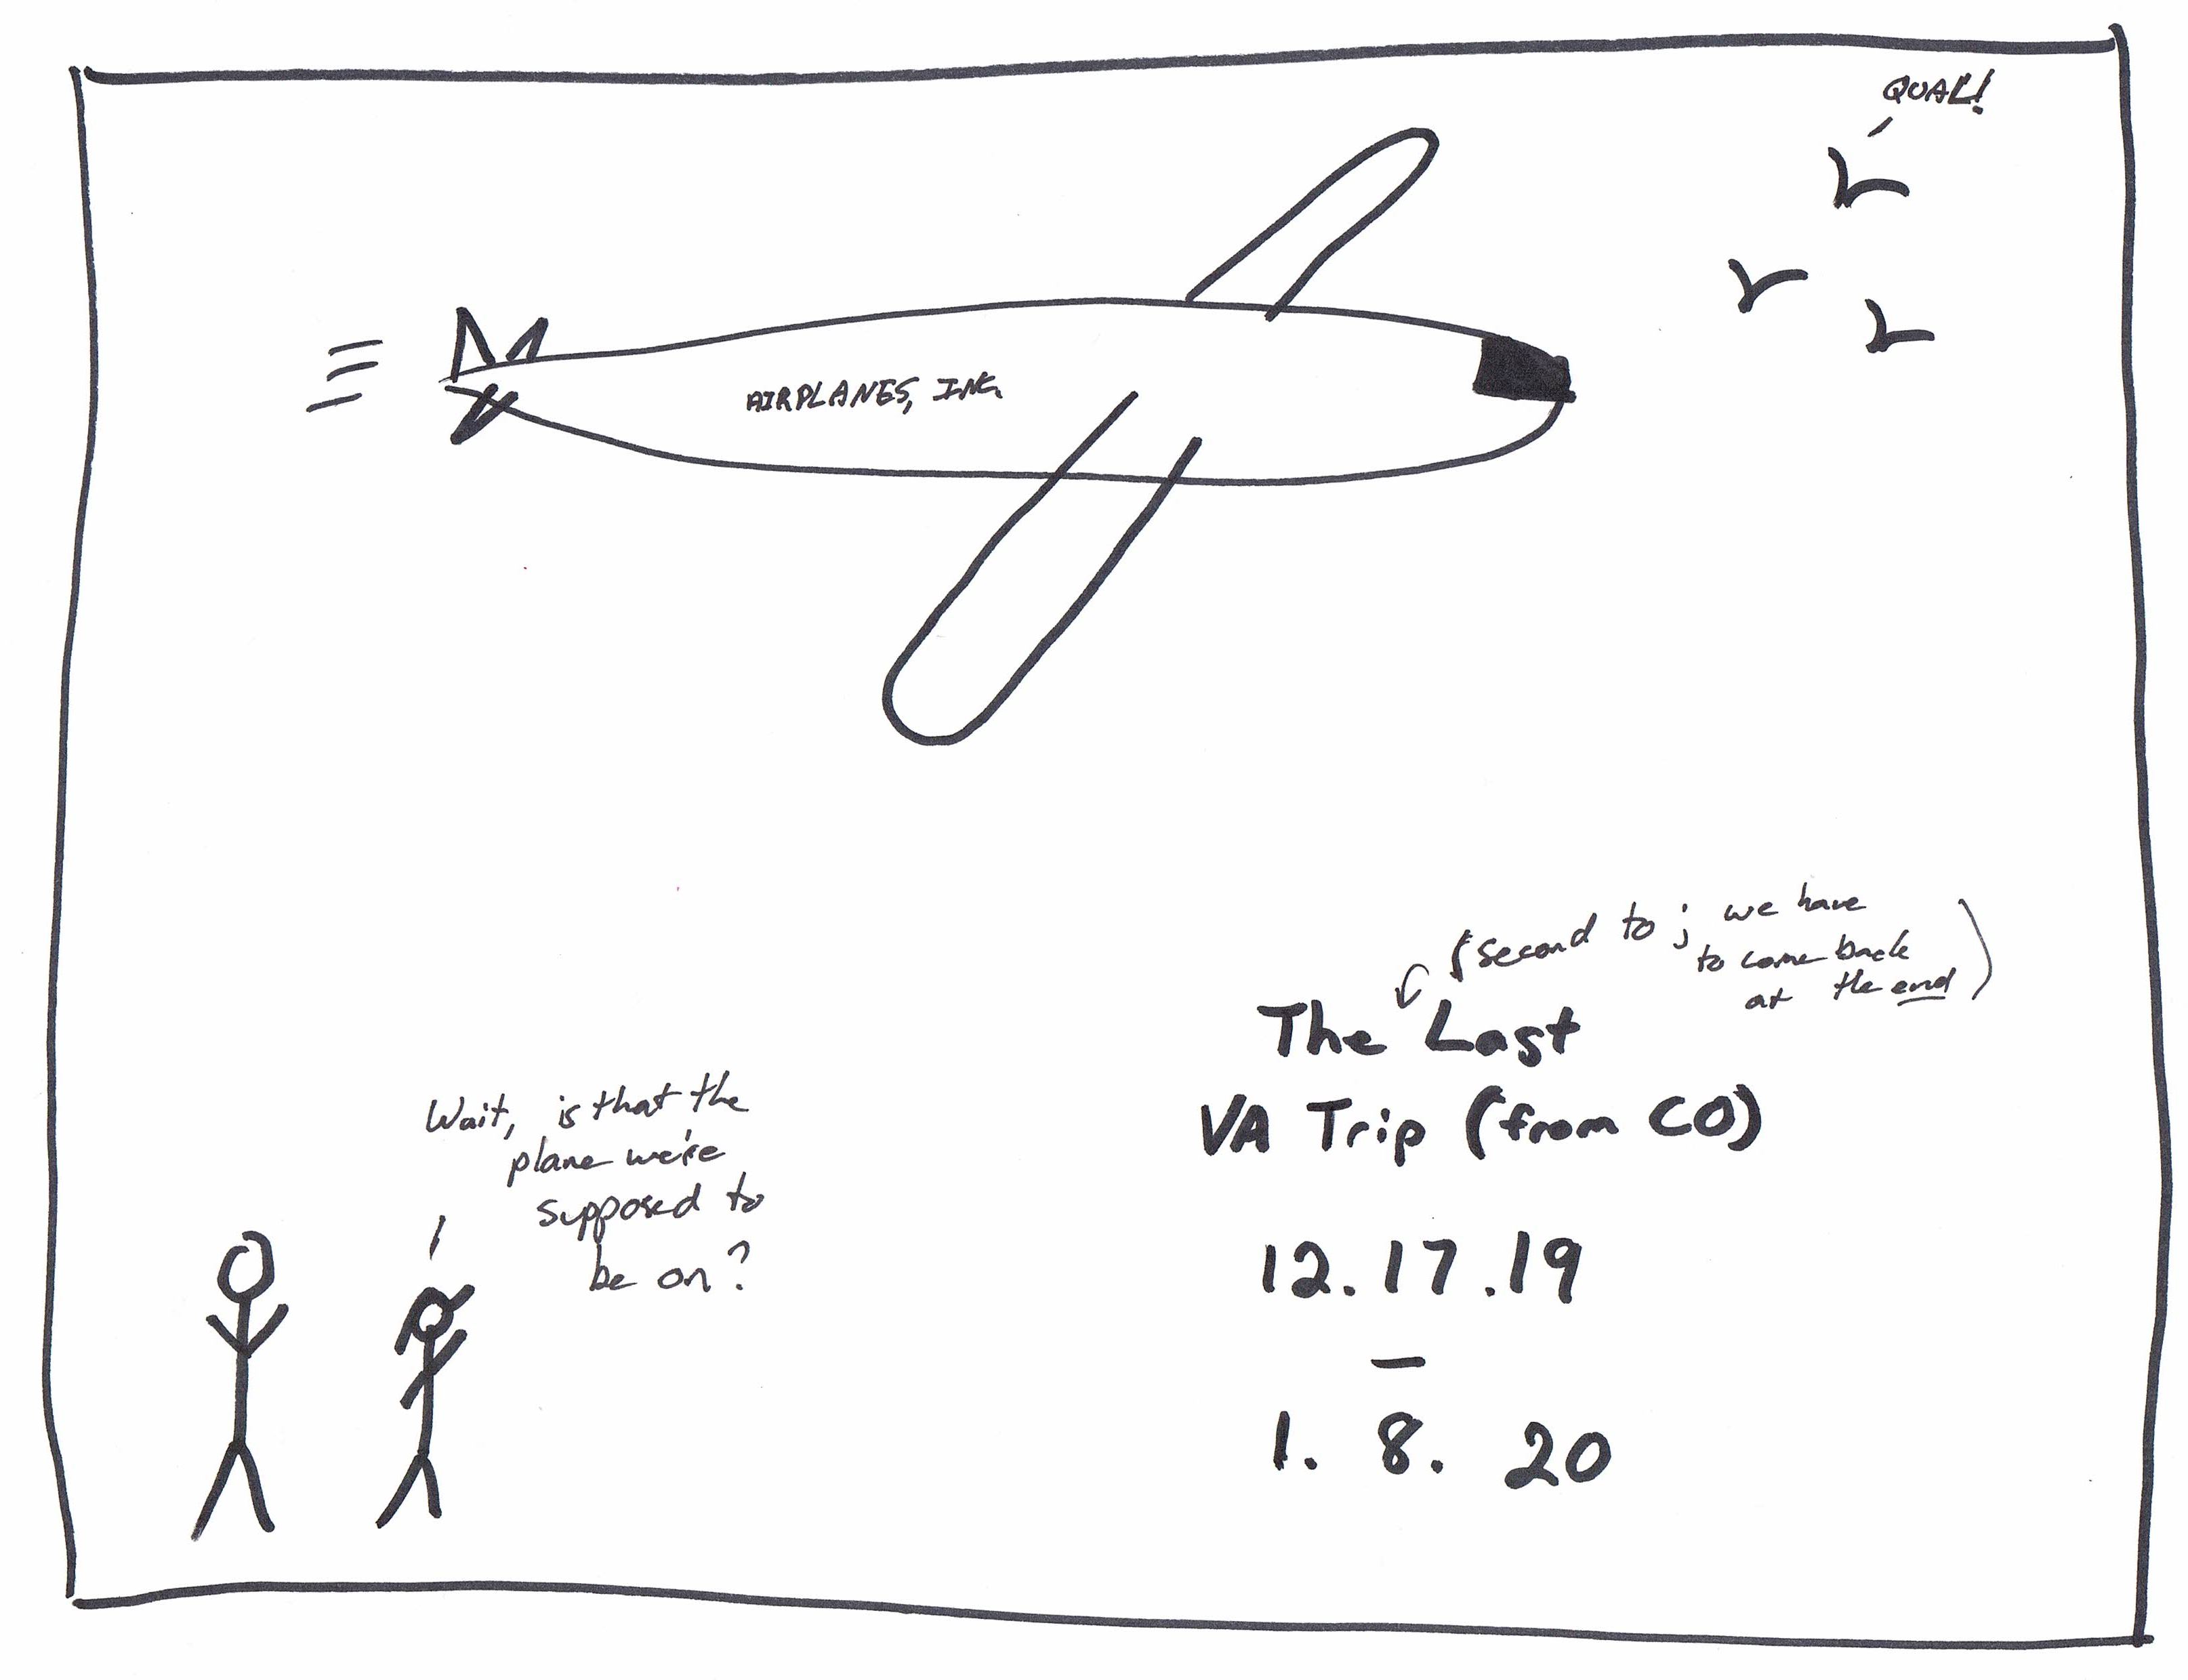 QUAK!
AIRPLANES, INC.
(second to; we have
to come back
at the end)
The Last
VA Trip (from CO)
Wait, is that the
plane we're
supposed to
be on?
12.17.19
–
1. 8. 20